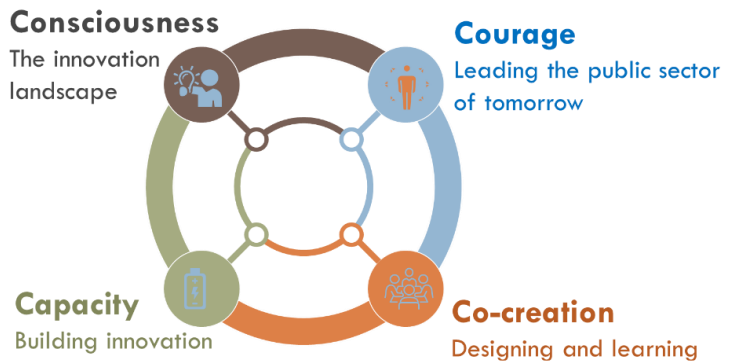 Consciousness
The innovation
landscape
Courage
Leading the public sector
of tomorrow
Capacity
Building innovation
Co-creation
Designing and learning